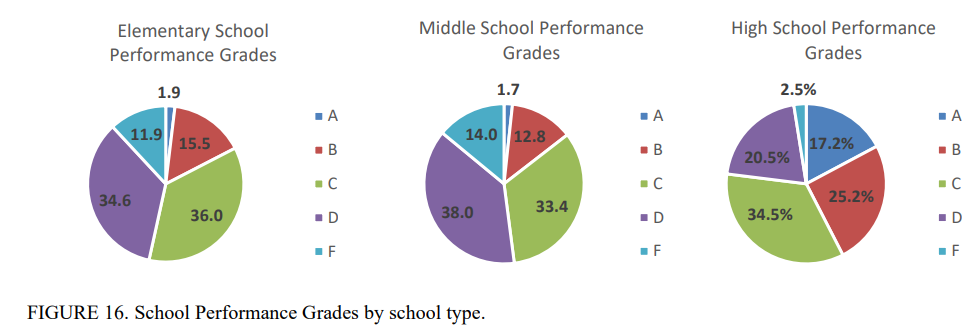 Elementary School
Performance Grades
1.9
15.5
36.0
34.6
11.9
A
B
C
D
F
Middle School Performance
Grades
1.7
12.8
33.4
38.0
14.0
A
B
C
D
F
High School Performance
Grades
2.5%
17.2%
25.2%
34.5%
20.5%
A
B
C
D
F
FIGURE 16. School Performance Grades by school type.